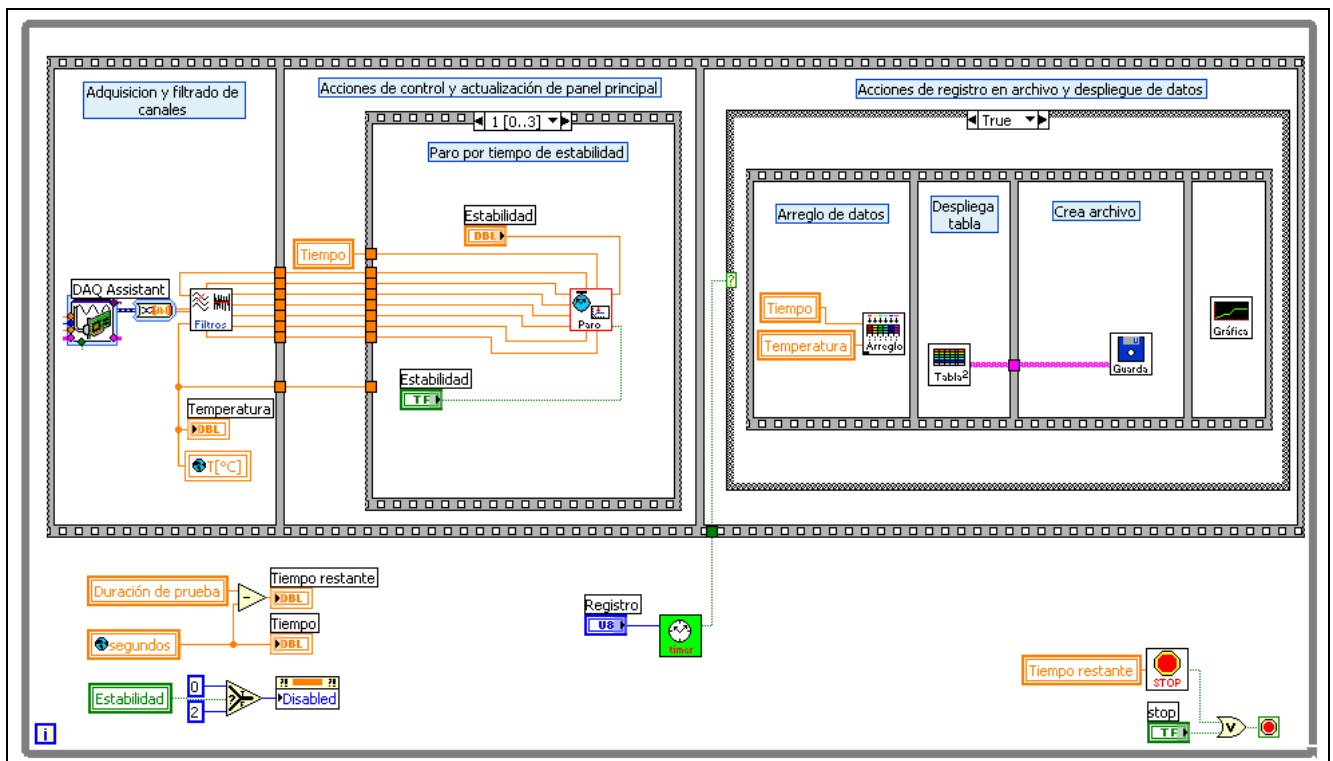 Adquisicion y filtrado de
canales
Acciones de control y actualización de panel principal
Acciones de registro en archivo y despliegue de datos
1 [0..3]
True
Paro por tiempo de estabilidad
Arreglo de datos
Despliega
tabla
Crea archivo
Estabilidad
DBL
Tiempo
DAQ Assistant
Filtros
Paro
Tiempo
Temperatura
Arreglo
Tabla2
Guarda
Gráfica
Estabilidad
TF
Temperatura
DBL
T[°C]
?
Duración de prueba
Tiempo restante
DBL
segundos
Tiempo
DBL
Registro
U8
timer
Estabilidad
0
2
?
?! ?!
Disabled
Tiempo restante
STOP
stop
TF
V
i